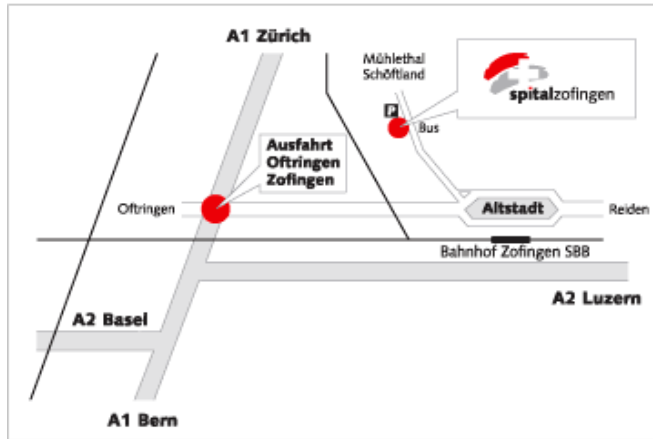 A1 Zürich
Mühlethal
Schöftland
spitalzofingen
P
Bus
Ausfahrt
Oftringen
Zofingen
Oftringen
Altstadt
Reiden
Bahnhof Zofingen SBB
A2 Luzern
A2 Basel
A1 Bern